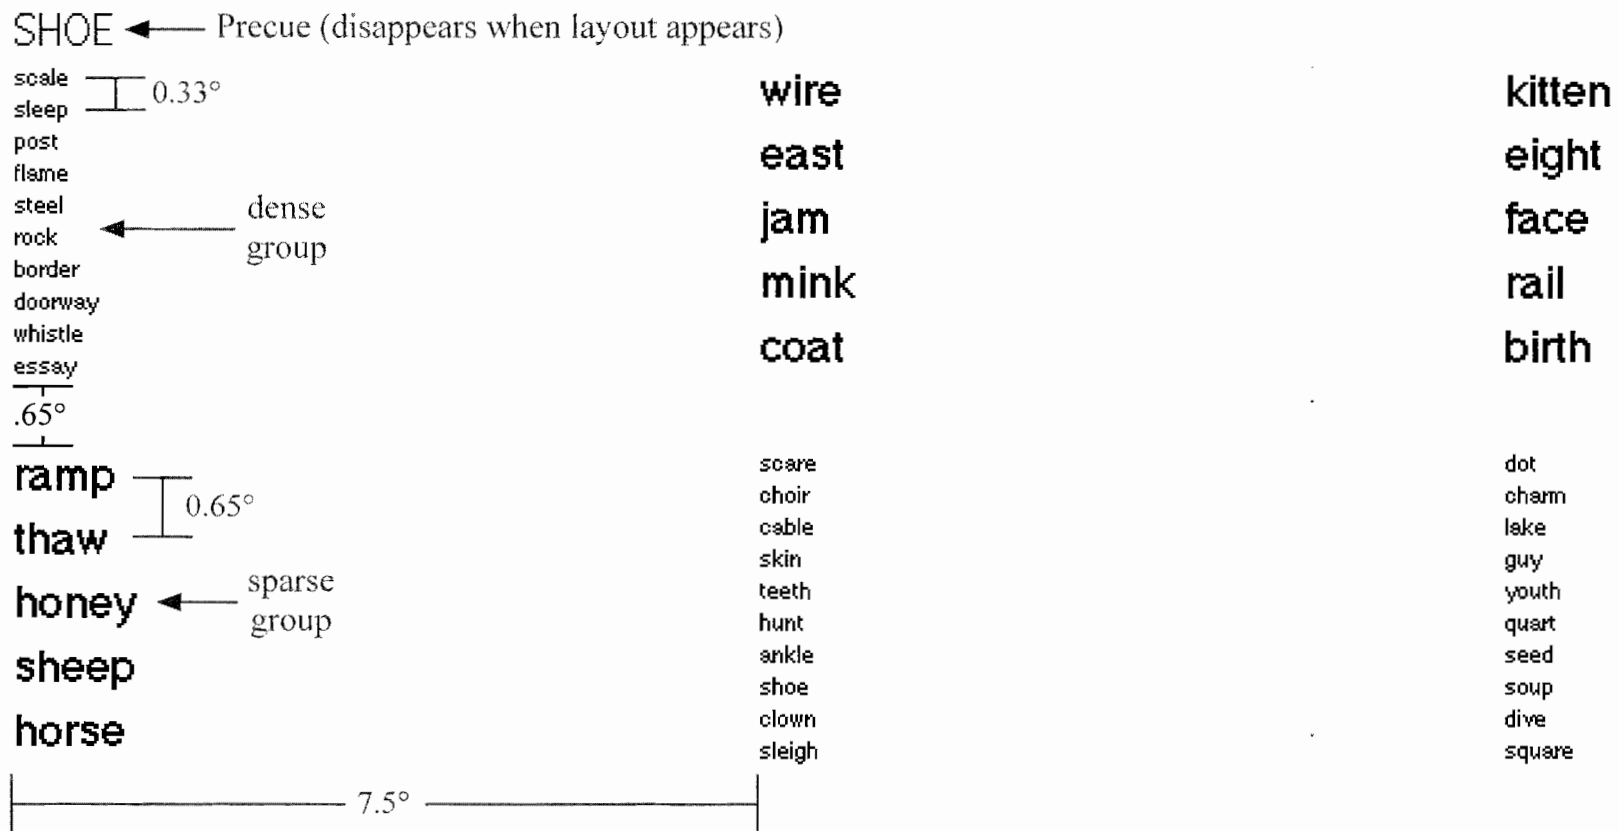 SHOE Precue (disappears when layout appears)
scale
sleep
0.33°
post
flame
steel
rock
border
doorway
whistle
essay
dense
group
.65°
ramp
thaw
honey
sheep
horse
0.65°
sparse
group
wire
east
jam
mink
coat
scare
choir
cable
skin
teeth
hunt
ankle
shoe
clown
sleigh
kitten
eight
face
rail
birth
dot
charm
lake
guy
youth
quart
seed
soup
dive
square
7.5°